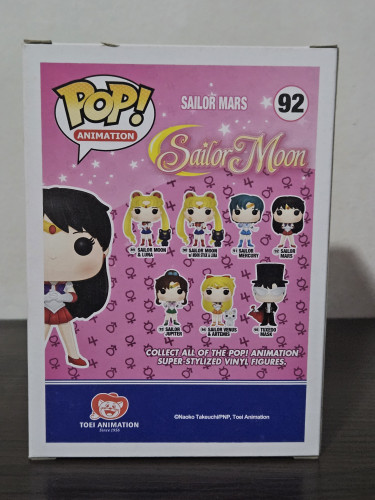 POP!
ANIMATION
SAILOR MARS
92
Sailor Moon
SAILOR MOON
& LUNA
SAILOR MOON
W/ MOON STICK & LUNA
SAILOR
MERCURY
SAILOR
MARS
SAILOR
JUPITER
SAILOR VENUS
& ARTEMIS
TUXEDO
MASK
COLLECT ALL OF THE POP! ANIMATION
SUPER-STYLIZED VINYL FIGURES.
TOEI ANIMATION
Since 1956
©Naoko Takeuchi/PNP, Toei Animation